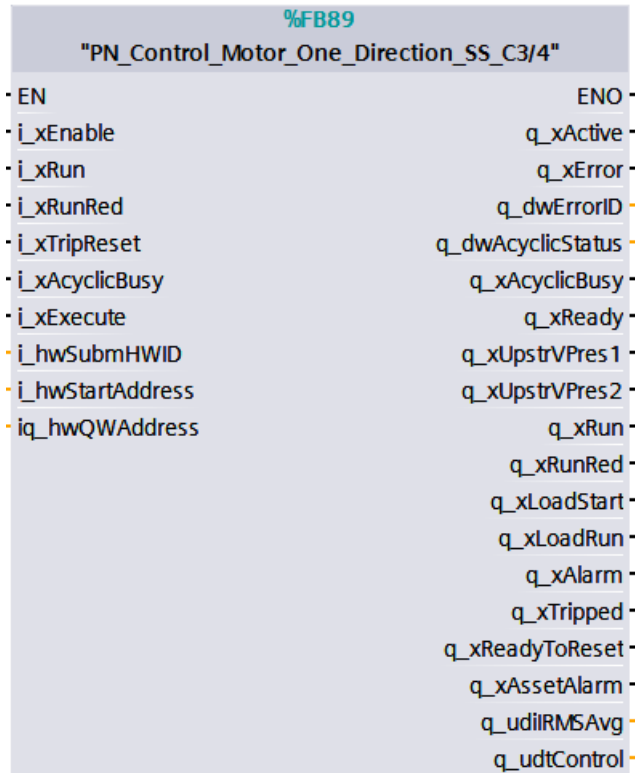 %FB89
"PN_Control_Motor_One_Direction_SS_C3/4"
EN ENO
i_xEnable q_xActive
i_xRun q_xError
i_xRunRed q_dwErrorID
i_xTripReset q_dwAcyclicStatus
i_xAcyclicBusy q_xAcyclicBusy
i_xExecute q_xReady
i_hwSubmHWID q_xUpstrVPres1
i_hwStartAddress q_xUpstrVPres2
iq_hwQWAddress q_xRun
q_xRunRed
q_xLoadStart
q_xLoadRun
q_xAlarm
q_xTripped
q_xReadyToReset
q_xAssetAlarm
q_udiIRMSAvg
q_udtControl